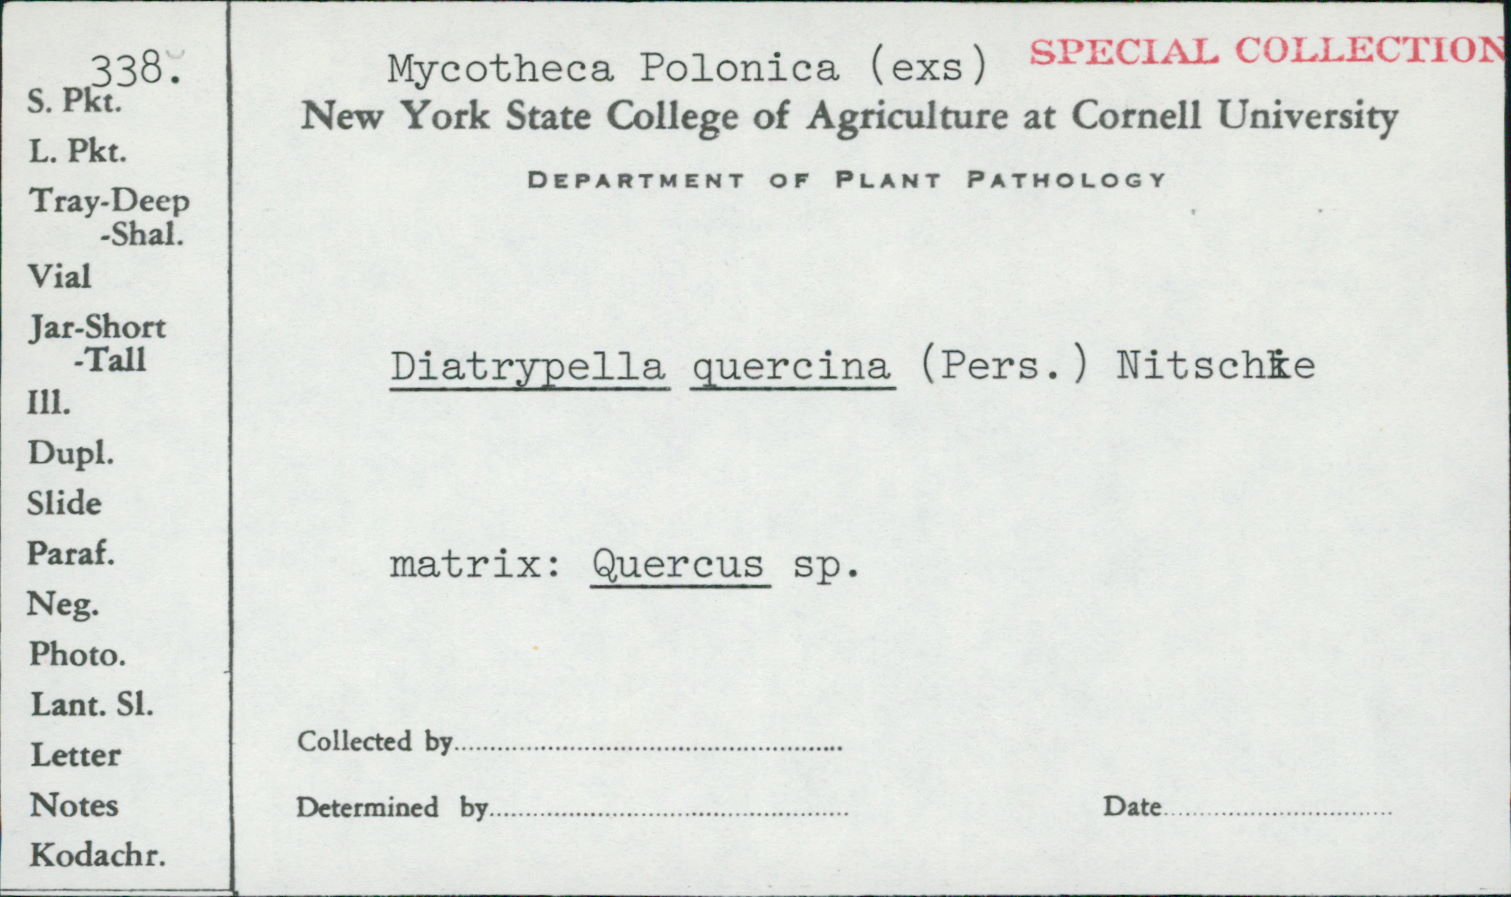 338.
S. Pkt.
L. Pkt.
Tray-Deep
-Shal.
Vial
Jar-Short
-Tall
Ill.
Dupl.
Slide
Paraf.
Neg.
Photo.
Lant. Sl.
Letter
Notes
Kodachr.
Mycotheca Polonica (exs) SPECIAL COLLECTION
New York State College of Agriculture at Cornell University
DEPARTMENT OF PLANT PATHOLOGY
Diatrypella quercina (Pers.) Nitschke
matrix: Quercus sp.
Collected by
Determined by Date